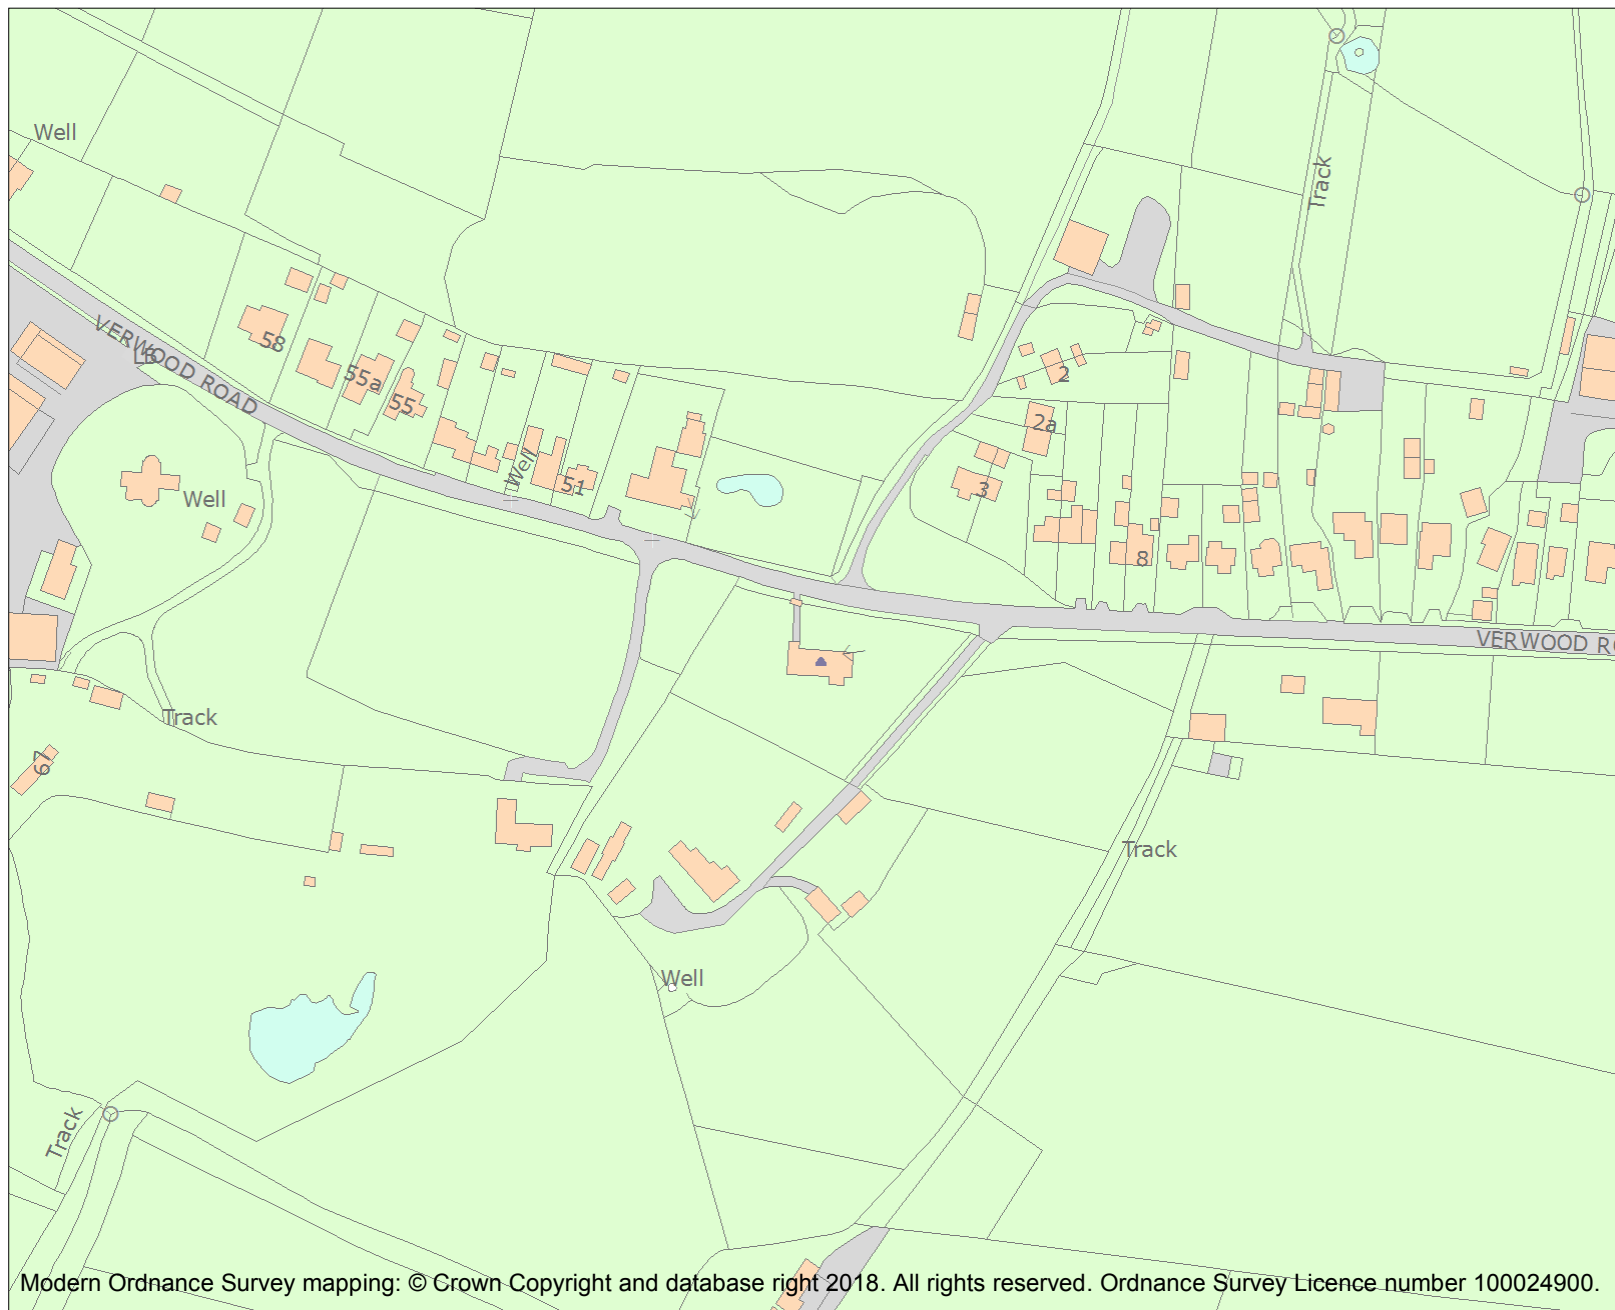 Well
Track
VERWOOD ROAD
LB
58
55a
55
Well
51
2
2a
3
8
Well
VERWOOD RO
Track
67
Track
Well
Track
Modern Ordnance Survey mapping: © Crown Copyright and database right 2018. All rights reserved. Ordnance Survey Licence number 100024900.